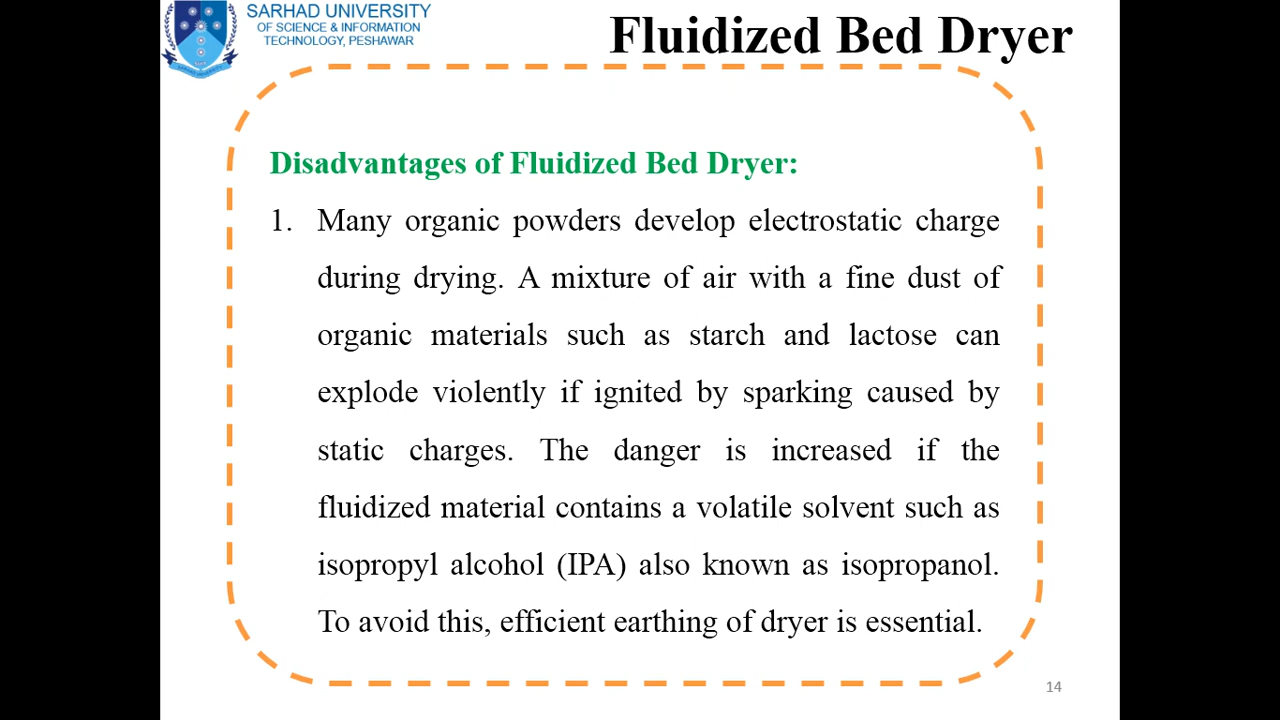 SARHAD UNIVERSITY
OF SCIENCE & INFORMATION
TECHNOLOGY, PESHAWAR
Fluidized Bed Dryer
Disadvantages of Fluidized Bed Dryer:
1. Many organic powders develop electrostatic charge
during drying. A mixture of air with a fine dust of
organic materials such as starch and lactose can
explode violently if ignited by sparking caused by
static charges. The danger is increased if the
fluidized material contains a volatile solvent such as
isopropyl alcohol (IPA) also known as isopropanol.
To avoid this, efficient earthing of dryer is essential.
14